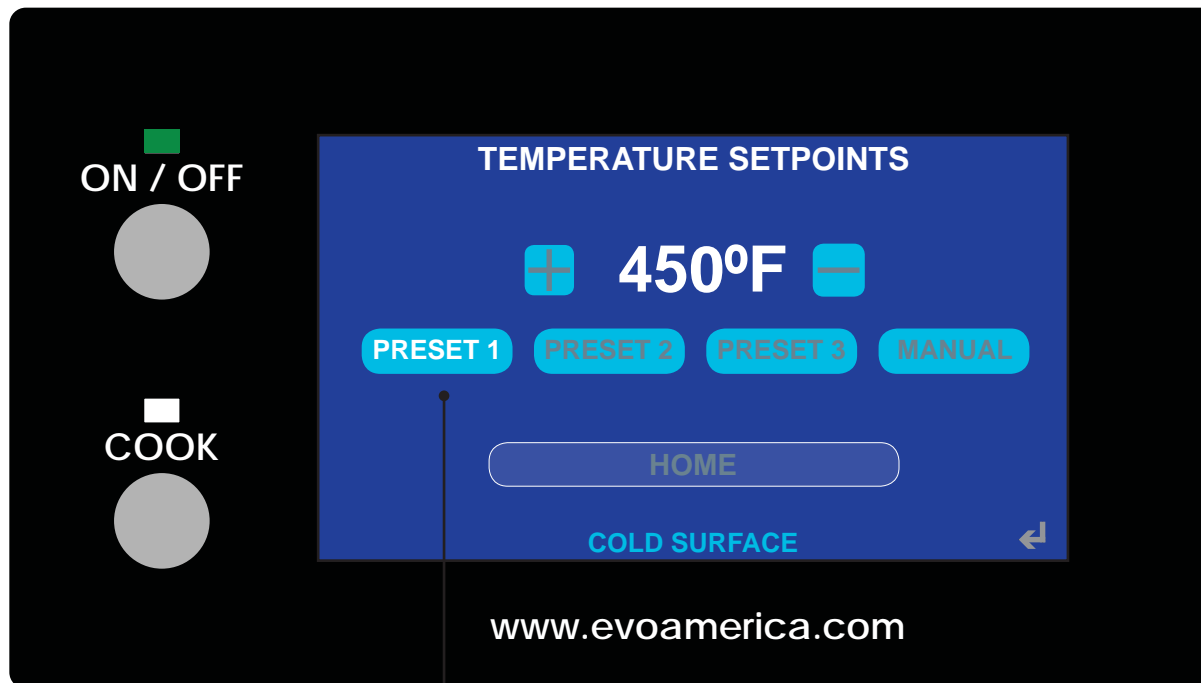 ON / OFF
TEMPERATURE SETPOINTS
+ 450ºF −
PRESET 1 PRESET 2 PRESET 3 MANUAL
COOK
HOME
COLD SURFACE
www.evoamerica.com